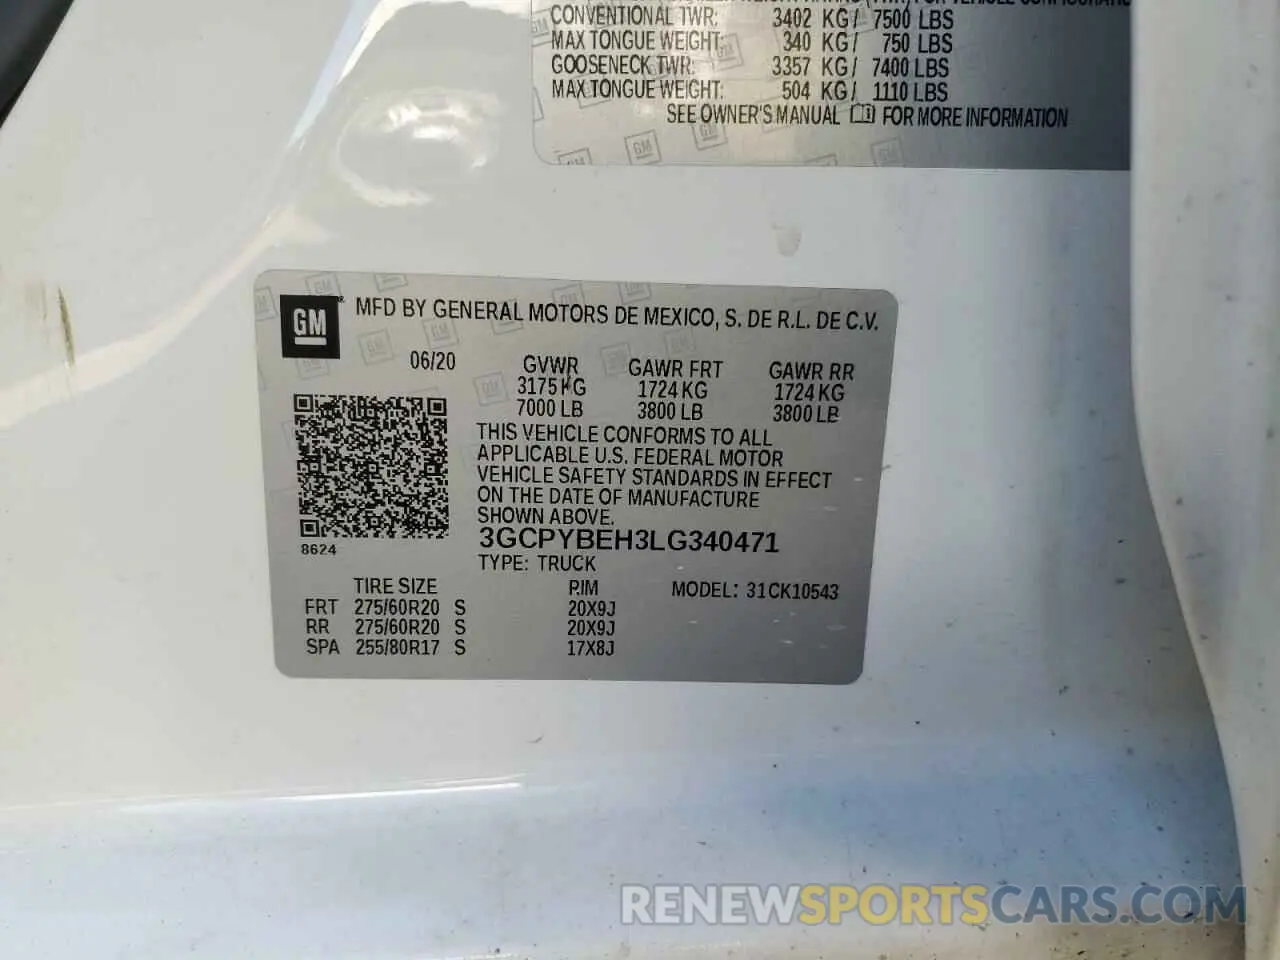 CONVENTIONAL TWR: 3402 KG/ 7500 LBS
MAX TONGUE WEIGHT: 340 KG/ 750 LBS
GOOSENECK TWR: 3357 KG/ 7400 LBS
MAX TONGUE WEIGHT: 504 KG/ 1110 LBS
SEE OWNER'S MANUAL FOR MORE INFORMATION
GM
GM MFD BY GENERAL MOTORS DE MEXICO, S. DE R.L. DE C.V.
06/20 GVWR GAWR FRT GAWR RR
3175 KG 1724 KG 1724 KG
7000 LB 3800 LB 3800 LB
THIS VEHICLE CONFORMS TO ALL
APPLICABLE U.S. FEDERAL MOTOR
VEHICLE SAFETY STANDARDS IN EFFECT
ON THE DATE OF MANUFACTURE
SHOWN ABOVE.
8624 3GCPYBEH3LG340471
TYPE: TRUCK
TIRE SIZE RIM MODEL: 31CK10543
FRT 275/60R20 S 20X9J
RR 275/60R20 S 20X9J
SPA 255/80R17 S 17X8J
RENEWSPORTSCARS.COM